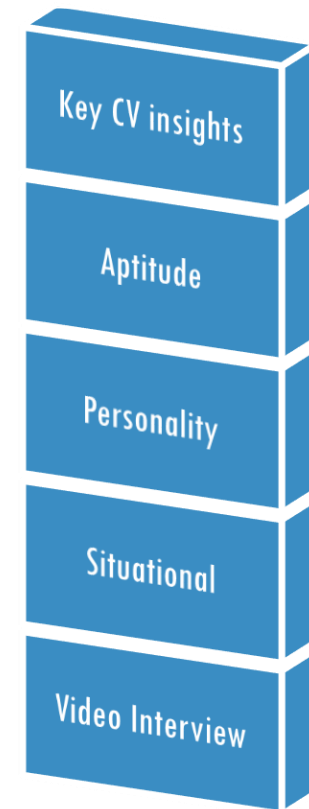 Key CV insights
Aptitude
Personality
Situational
Video Interview